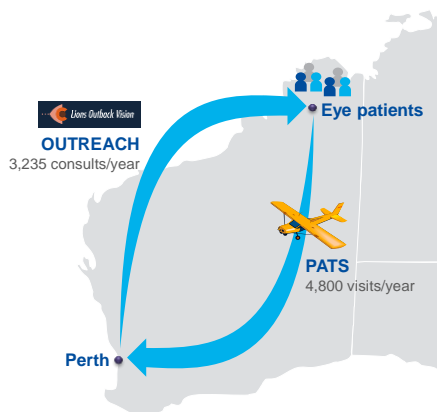 Lions Outback Vision
OUTREACH
3,235 consults/year
Eye patients
PATS
4,800 visits/year
Perth